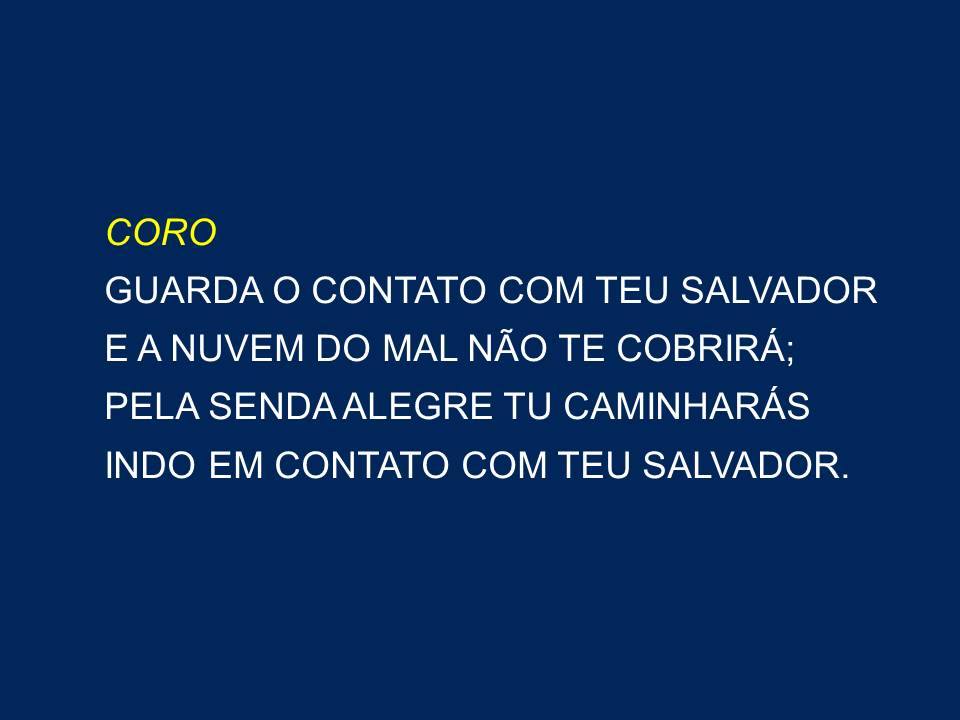 CORO
GUARDA O CONTATO COM TEU SALVADOR
E A NUVEM DO MAL NÃO TE COBRIRÁ;
PELA SENDA ALEGRE TU CAMINHARÁS
INDO EM CONTATO COM TEU SALVADOR.